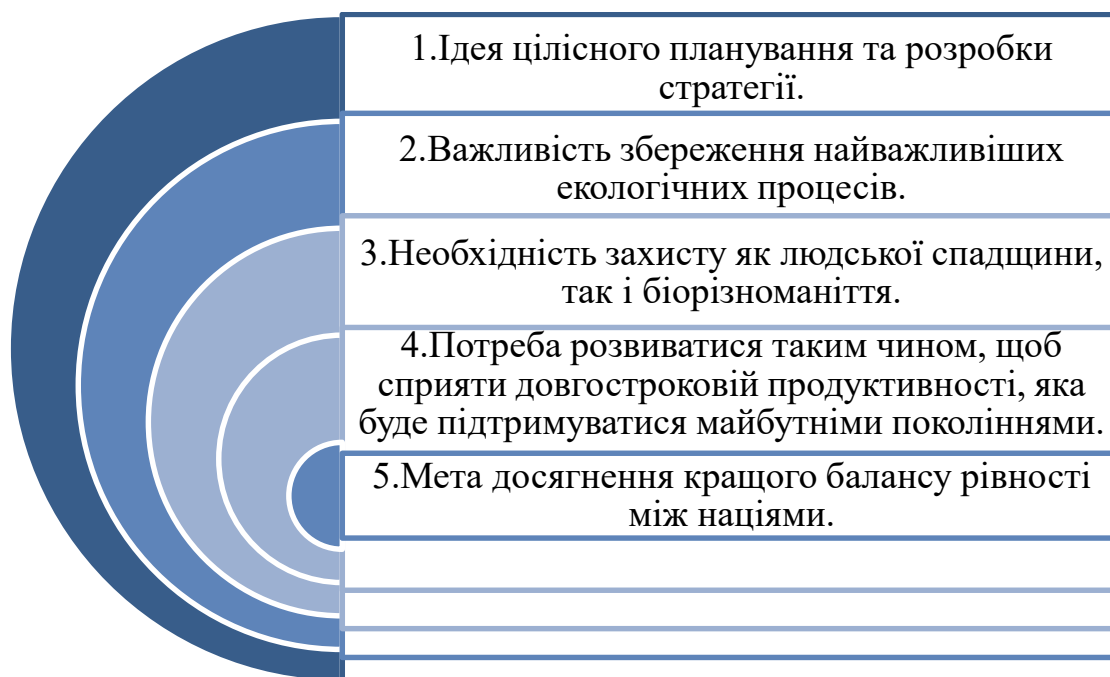 1.Ідея цілісного планування та розробки
стратегії.
2.Важливість збереження найважливіших
екологічних процесів.
3.Необхідність захисту як людської спадщини,
так і біорізноманіття.
4.Потреба розвиватися таким чином, щоб
сприяти довгостроковій продуктивності, яка
буде підтримуватися майбутніми поколіннями.
5.Мета досягнення кращого балансу рівності
між націями.